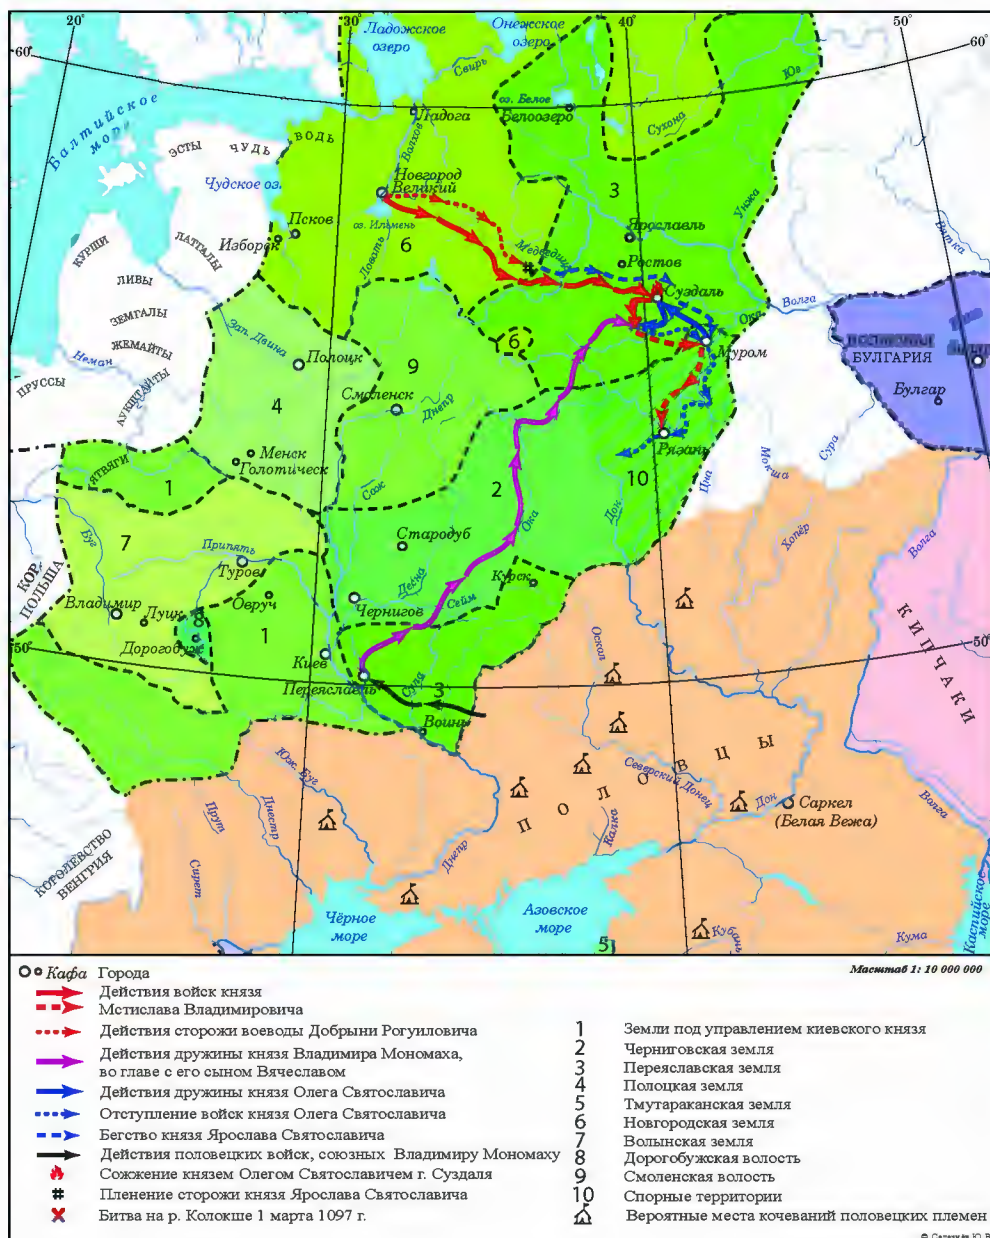 20°
30°
40°
50°
60°
60°
Ладожское
озеро
Онежское
озеро
Свирь
Юг
оз. Белое
Белоозеро
Сухона
Балтийское
море
Ладога
Волхов
ВОДЬ
ЭСТЫ
ЧУДЬ
Чудское оз.
Новгород
Великий
3
Унжа
Псков
Изборск
оз. Ильмень
Ярославль
Вятка
КУРШИ
ЛАТГАЛЫ
Ловать
6
Медведица
Ростов
ЛИВЫ
Суздаль
Волга
ЗЕМГАЛЫ
Зап. Двина
Ока
ЖЕМАЙТЫ
6
Муром
БУЛГАРИЯ
Неман
Полоцк
9
ПРУССЫ
АУКШТАЙТЫ
Смоленск
Днепр
Булгар
4
Рязань
Менск
Голотическ
ЯТВЯГИ
1
Сож
2
10
Цна
Мокша
Сура
Дон
Ока
Хопёр
7
Буг
Стародуб
Волга
КОР.
ПОЛЬША
Припять
Туров
Курск
Десна
Сейм
Владимир
Луцк
Овруч
Чернигов
8
1
Дорогобуж
КИПЧАКИ
50°
50
Киев
Оскол
Переяславль
Сула
3
Воинь
Юж. Буг
ПОЛОВЦЫ
Северский Донец
Дон
Саркел
(Белая Вежа)
Прут
Днестр
Калка
Волга
КОРОЛЕВСТВО
ВЕНГРИЯ
Днепр
Сирет
Чёрное
море
Азовское
море
Каспийское
море
5
Кубань
Кума
Кафа Города
Масштаб 1: 10 000 000
Действия войск князя
Мстислава Владимировича
Действия сторожи воеводы Добрыни Рогуиловича
Действия дружины князя Владимира Мономаха,
во главе с его сыном Вячеславом
Действия дружины князя Олега Святославича
Отступление войск князя Олега Святославича
Бегство князя Ярослава Святославича
Действия половецких войск, союзных Владимиру Мономаху
Сожжение князем Олегом Святославичем г. Суздаля
Пленение сторожи князя Ярослава Святославича
Битва на р. Колокше 1 марта 1097 г.
1 Земли под управлением киевского князя
2 Черниговская земля
3 Переяславская земля
4 Полоцкая земля
5 Тмутараканская земля
6 Новгородская земля
7 Волынская земля
8 Дорогобужская волость
9 Смоленская волость
10 Спорные территории
Вероятные места кочеваний половецких племен